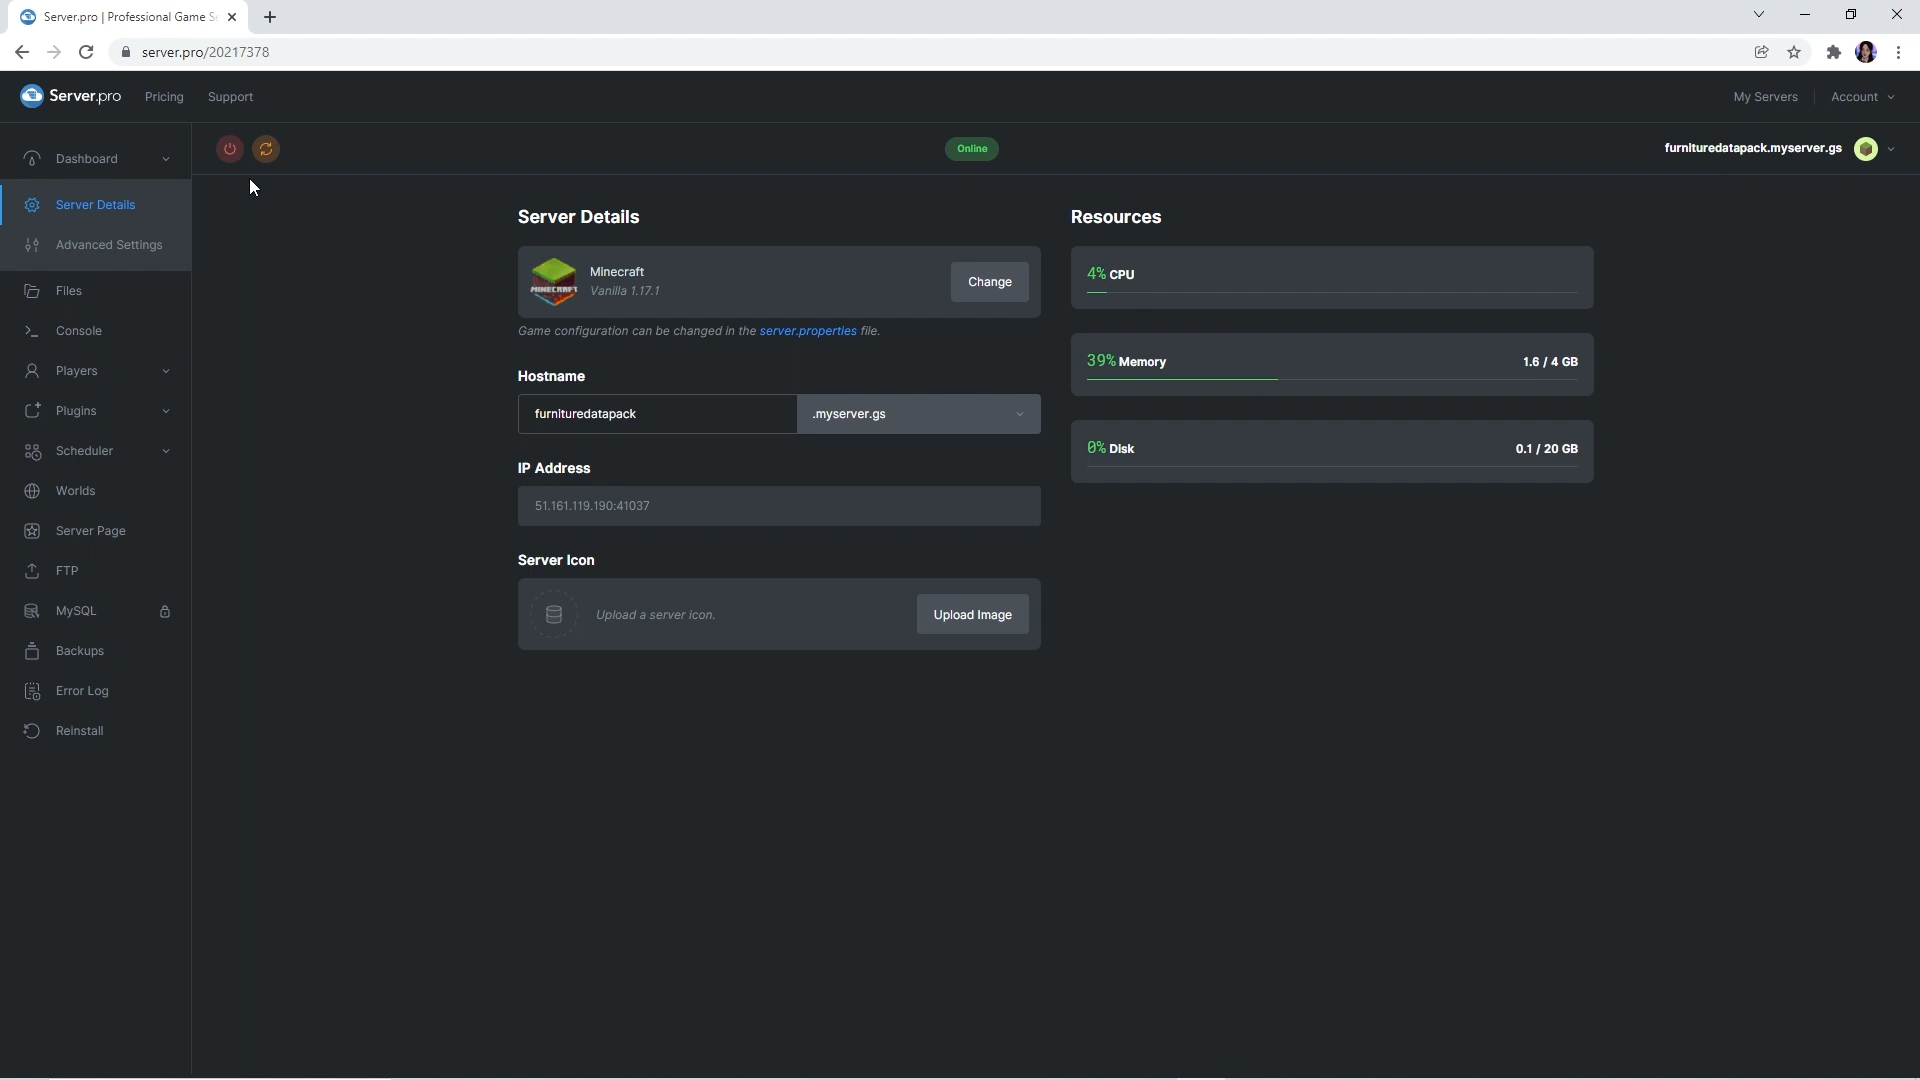 Server.pro | Professional Game Se
server.pro/20217378
Server.pro
Pricing
Support
My Servers
Account
Dashboard
Online
furnituredatapack.myserver.gs
Server Details
Advanced Settings
Files
Console
Players
Plugins
Scheduler
Worlds
Server Page
FTP
MySQL
Backups
Error Log
Reinstall
Server Details
MINECRAFT
Minecraft
Vanilla 1.17.1
Change
Game configuration can be changed in the server.properties file.
Hostname
furnituredatapack
.myserver.gs
IP Address
51.161.119.190:41037
Server Icon
Upload a server icon.
Upload Image
Resources
4% CPU
39% Memory
1.6 / 4 GB
0% Disk
0.1 / 20 GB